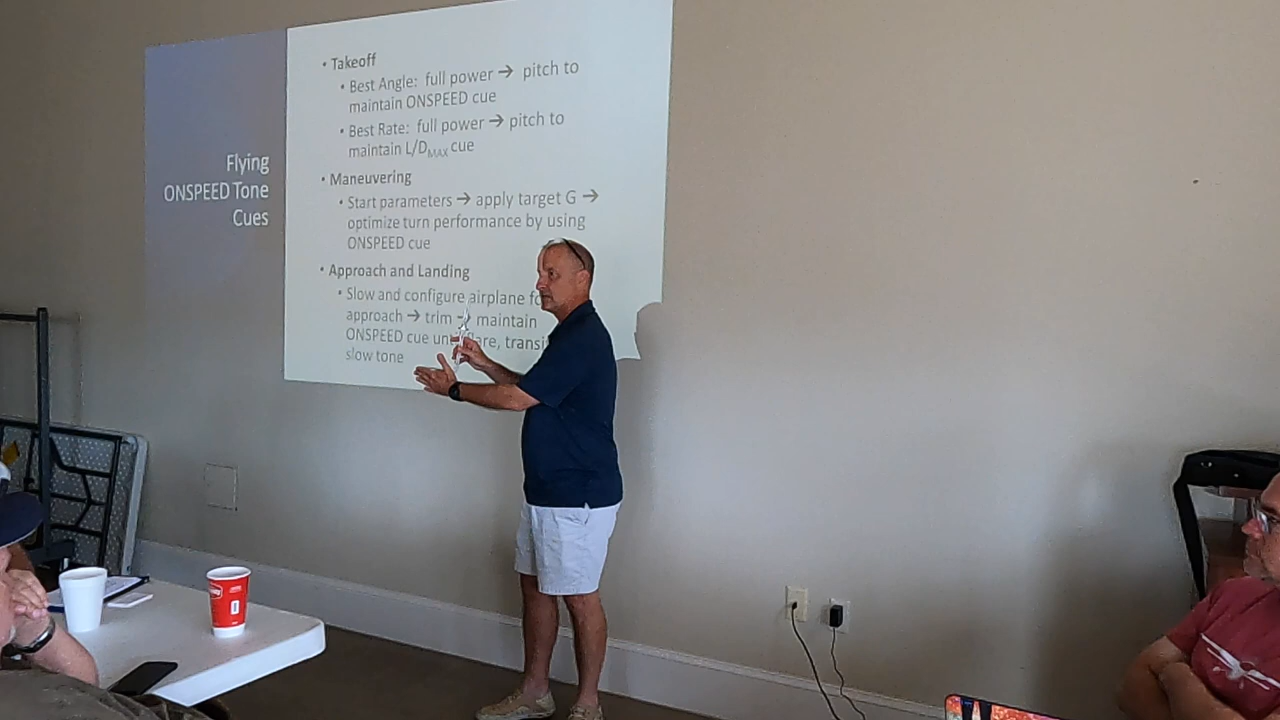 Flying
ONSPEED Tone
Cues
• Takeoff
• Best Angle: full power → pitch to
maintain ONSPEED cue
• Best Rate: full power → pitch to
maintain L/DMAX cue
• Maneuvering
• Start parameters → apply target G →
optimize turn performance by using
ONSPEED cue
• Approach and Landing
• Slow and configure airplane
approach → trim → maintain
ONSPEED cue
slow tone